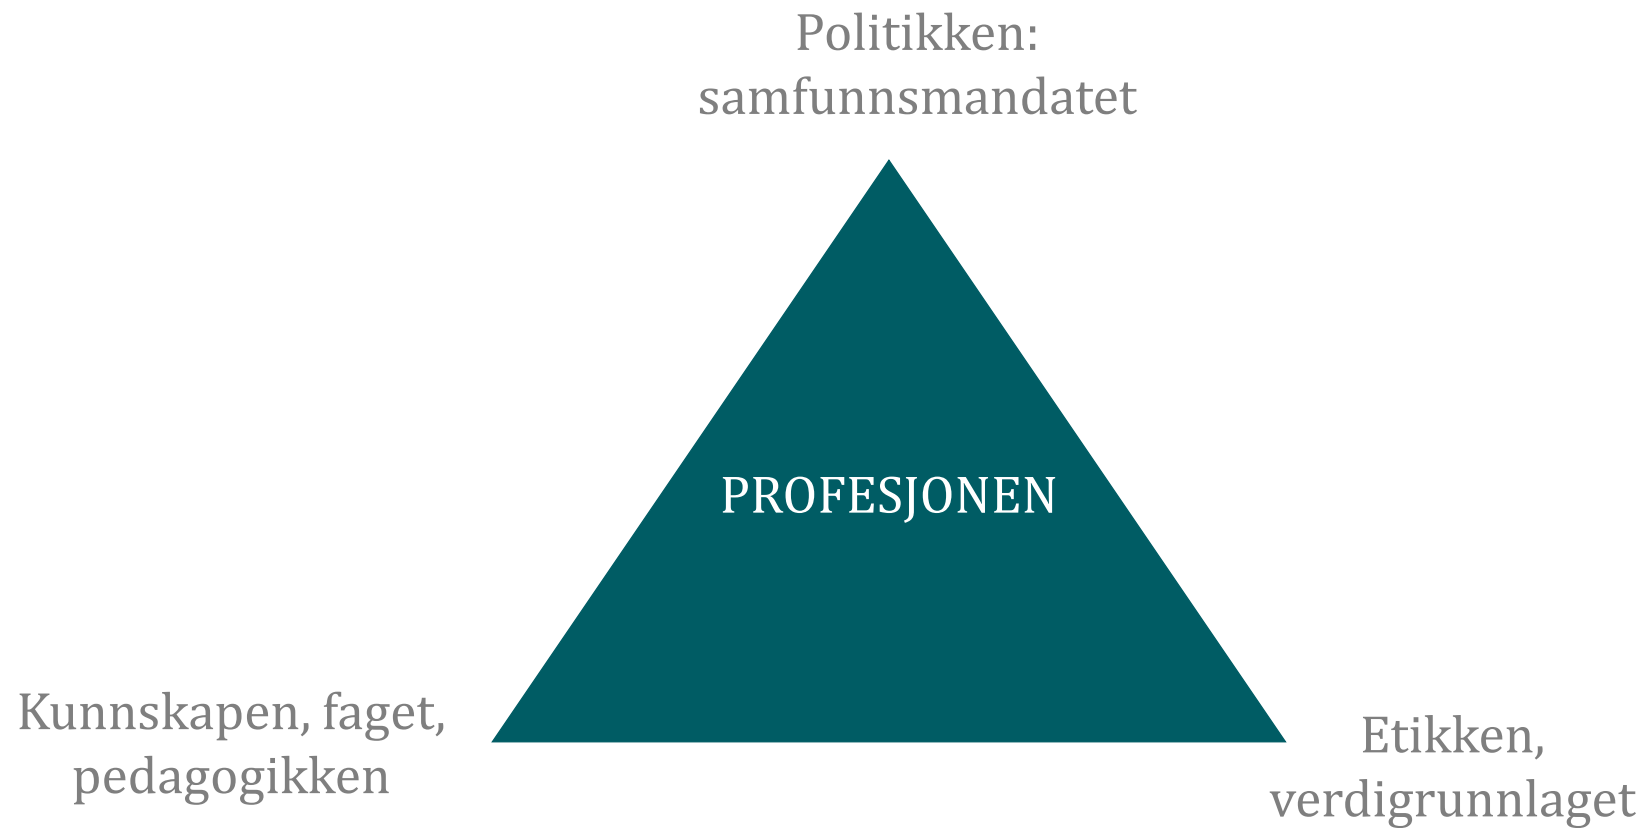 Politikken:
samfunnsmandatet
PROFESJONEN
Kunnskapen, faget,
pedagogikken
Etikken,
verdigrunnlaget